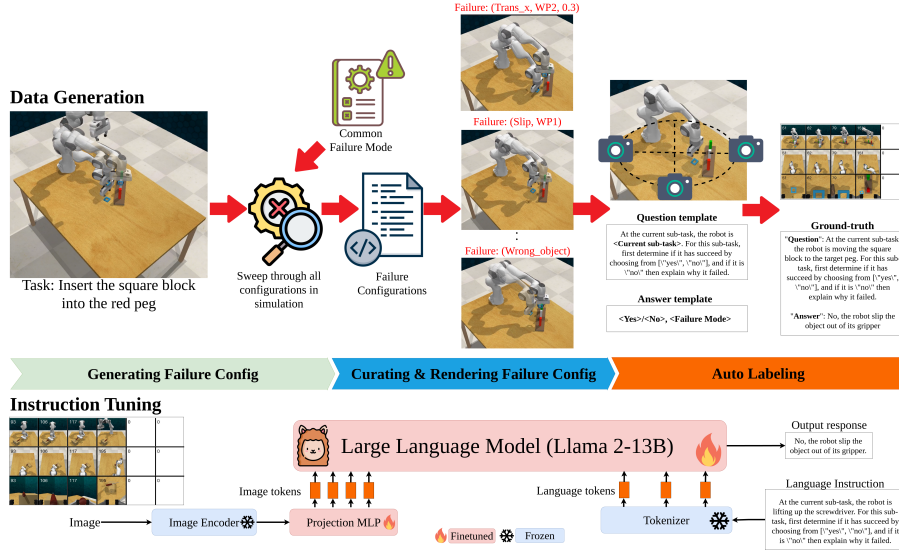 Failure: (Trans_x, WP2, 0.3)
Data Generation
Common
Failure Mode
Failure: (Slip, WP1)
Failure: (Wrong_object)
:
Task: Insert the square block
into the red peg
Sweep through all
configurations in
simulation
Failure
Configurations
Question template
At the current sub-task, the robot is
<Current sub-task>. For this sub-
task, first determine if it has succeed by
choosing from [\"yes\", \"no\"], and if it is
\"no\" then explain why it failed.
Answer template
<Yes>/<No>, <Failure Mode>
Ground-truth
"Question": At the current sub-task
the robot is moving the square
block to the target peg. For this sub-
task, first determine if it has
succeed by choosing from [\"yes\",
\"no\"], and if it is \"no\" then
explain why it failed.
"Answer": No, the robot slip the
object out of its gripper
Generating Failure Config
Curating & Rendering Failure Config
Auto Labeling
Instruction Tuning
Large Language Model (Llama 2-13B)
Output response
No, the robot slip the
object out of its gripper.
Image tokens
Language tokens
Language Instruction
At the current sub-task, the robot is
lifting up the screwdriver. For this sub-
task, first determine if it has succeed by
choosing from [\"yes\", \"no\"], and if it
is \"no\" then explain why it failed.
Image
Image Encoder
Projection MLP
Tokenizer
Finetuned
Frozen